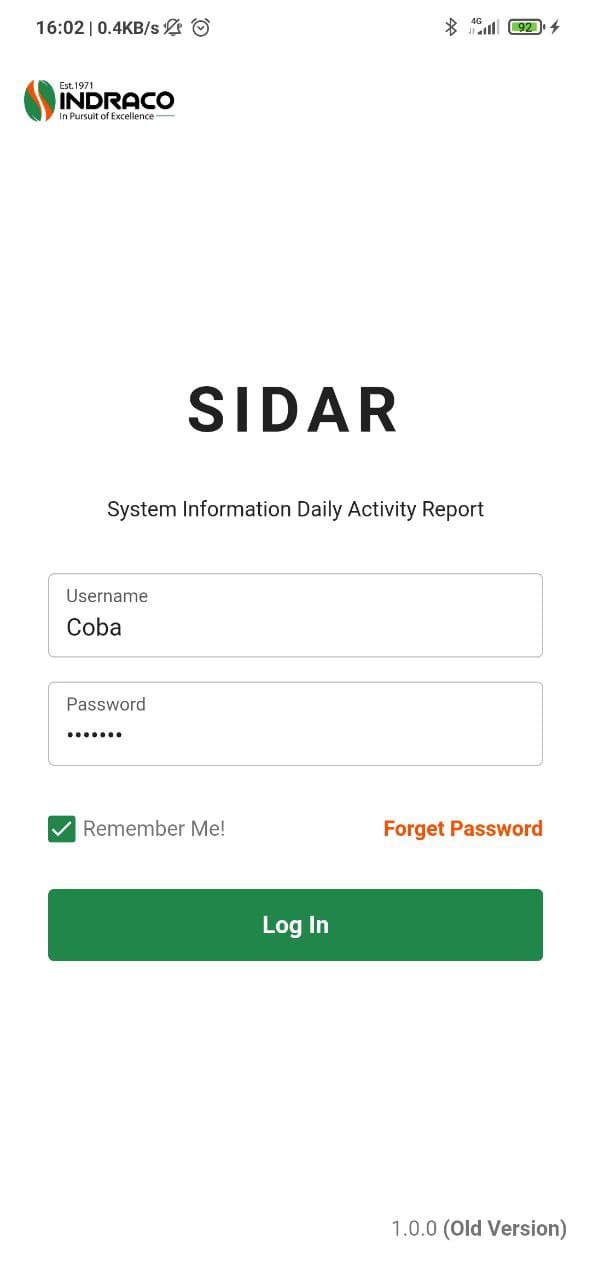 16:02 | 0.4KB/s
4G
92
Est.1971
INDRACO
In Pursuit of Excellence
SIDAR
System Information Daily Activity Report
Username
Coba
Password
•••••••
Remember Me!
Forget Password
Log In
1.0.0 (Old Version)